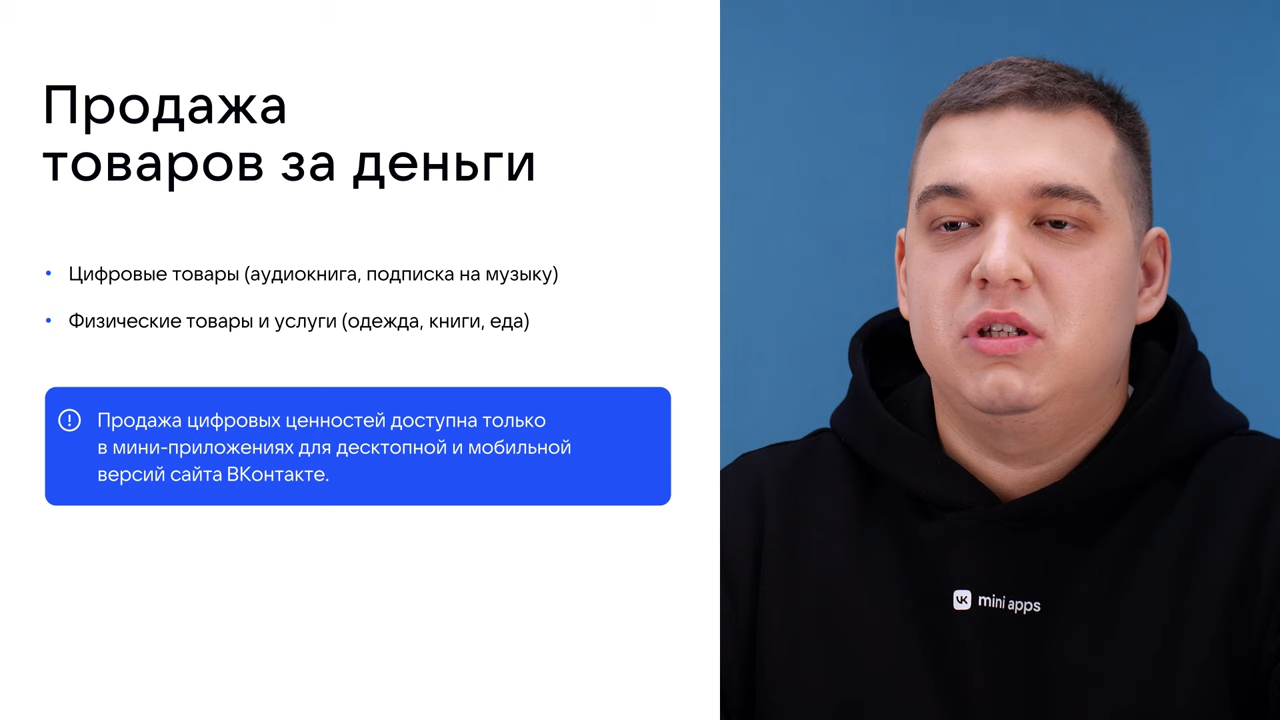 Продажа
товаров за деньги
• Цифровые товары (аудиокнига, подписка на музыку)
• Физические товары и услуги (одежда, книги, еда)
Продажа цифровых ценностей доступна только
в мини-приложениях для десктопной и мобильной
версий сайта ВКонтакте.
VK mini apps